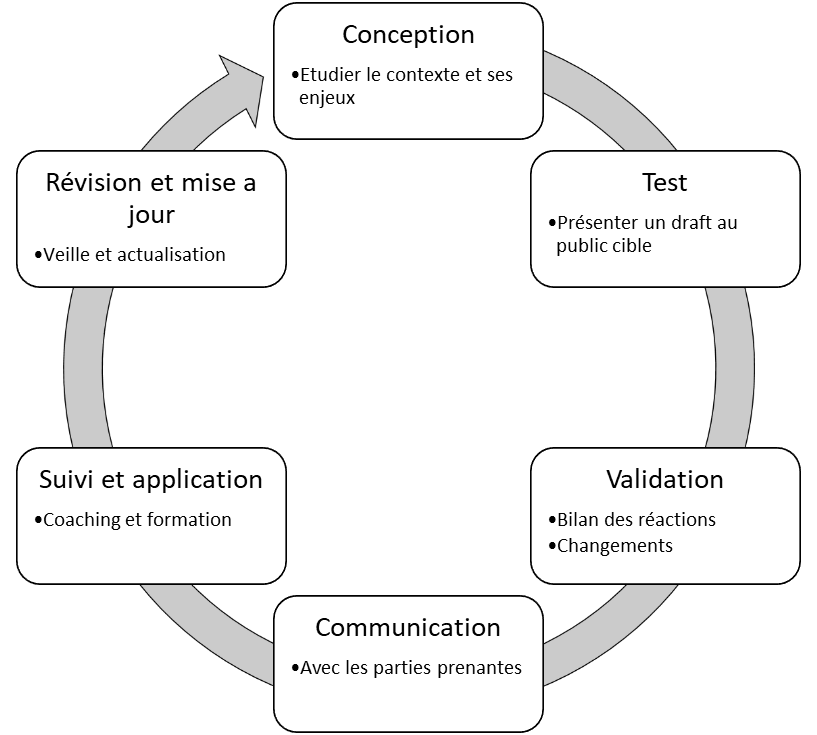 Conception
•Etudier le contexte et ses
enjeux
Test
•Présenter un draft au
public cible
Validation
•Bilan des réactions
•Changements
Communication
•Avec les parties prenantes
Suivi et application
•Coaching et formation
Révision et mise a
jour
•Veille et actualisation